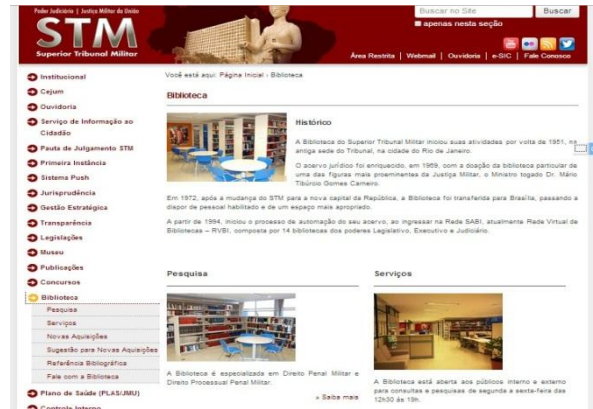 Poder Judiciário | Justiça Militar da União
STM
Superior Tribunal Militar
Buscar no Site
Buscar
apenas nesta seção
Área Restrita | Webmail | Ouvidoria | e-SIC | Fale Conosco
Institucional
Cejum
Ouvidoria
Serviço de Informação ao
Cidadão
Pauta de Julgamento STM
Primeira Instância
Sistema Push
Jurisprudência
Gestão Estratégica
Transparência
Legislações
Museu
Publicações
Concursos
Biblioteca
Pesquisa
Serviços
Novas Aquisições
Sugestão para Novas Aquisições
Referência Bibliográfica
Fale com a Biblioteca
Plano de Saúde (PLAS/JMU)
Controle Interno
Você está aqui: Página Inicial › Biblioteca
Biblioteca
Histórico
A Biblioteca do Superior Tribunal Militar iniciou suas atividades por volta de 1951, na
antiga sede do Tribunal, na cidade do Rio de Janeiro.
O acervo jurídico foi enriquecido, em 1969, com a doação da biblioteca particular de
uma das figuras mais proeminentes da Justiça Militar, o Ministro togado Dr. Mário
Tibúrcio Gomes Carneiro.
Em 1972, após a mudança do STM para a nova capital da República, a Biblioteca foi transferida para Brasília, passando a
dispor de pessoal habilitado e de um espaço mais apropriado.
A partir de 1994, iniciou o processo de automação do seu acervo, ao ingressar na Rede SABI, atualmente Rede Virtual de
Bibliotecas – RVBI, composta por 14 bibliotecas dos poderes Legislativo, Executivo e Judiciário.
Pesquisa
A Biblioteca é especializada em Direito Penal Militar e
Direito Processual Penal Militar.
» Saiba mais
Serviços
A Biblioteca está aberta aos públicos interno e externo
para consultas e pesquisas de segunda a sexta-feira das
12h30 às 19h.